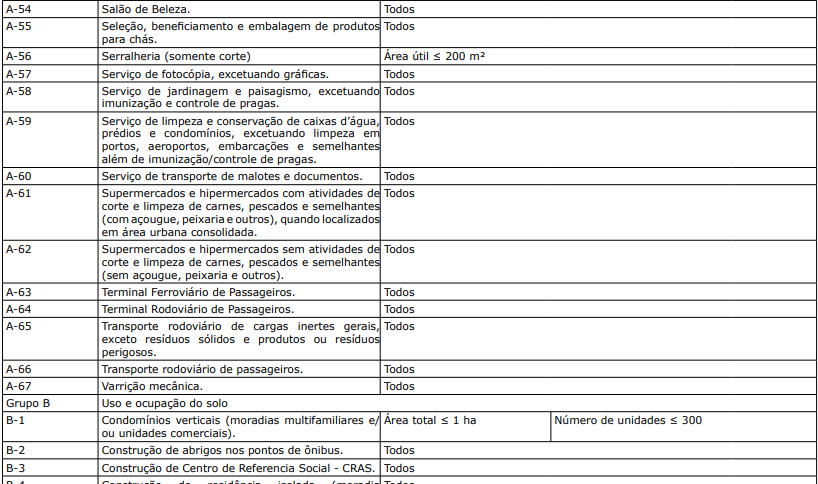 A-54 Salão de Beleza. Todos
A-55 Seleção, beneficiamento e embalagem de produtos Todos
para chás.
A-56 Serralheria (somente corte) Área útil ≤ 200 m²
A-57 Serviço de fotocópia, excetuando gráficas. Todos
A-58 Serviço de jardinagem e paisagismo, excetuando Todos
imunização e controle de pragas.
A-59 Serviço de limpeza e conservação de caixas d’água, Todos
prédios e condomínios, excetuando limpeza em
portos, aeroportos, embarcações e semelhantes
além de imunização/controle de pragas.
A-60 Serviço de transporte de malotes e documentos. Todos
A-61 Supermercados e hipermercados com atividades de Todos
corte e limpeza de carnes, pescados e semelhantes
(com açougue, peixaria e outros), quando localizados
em área urbana consolidada.
A-62 Supermercados e hipermercados sem atividades de Todos
corte e limpeza de carnes, pescados e semelhantes
(sem açougue, peixaria e outros).
A-63 Terminal Ferroviário de Passageiros. Todos
A-64 Terminal Rodoviário de Passageiros. Todos
A-65 Transporte rodoviário de cargas inertes gerais, Todos
exceto resíduos sólidos e produtos ou resíduos
perigosos.
A-66 Transporte rodoviário de passageiros. Todos
A-67 Varrição mecânica. Todos
Grupo B Uso e ocupação do solo
B-1 Condomínios verticais (moradias multifamiliares e/ Área total ≤ 1 ha Número de unidades ≤ 300
ou unidades comerciais).
B-2 Construção de abrigos nos pontos de ônibus. Todos
B-3 Construção de Centro de Referencia Social - CRAS. Todos